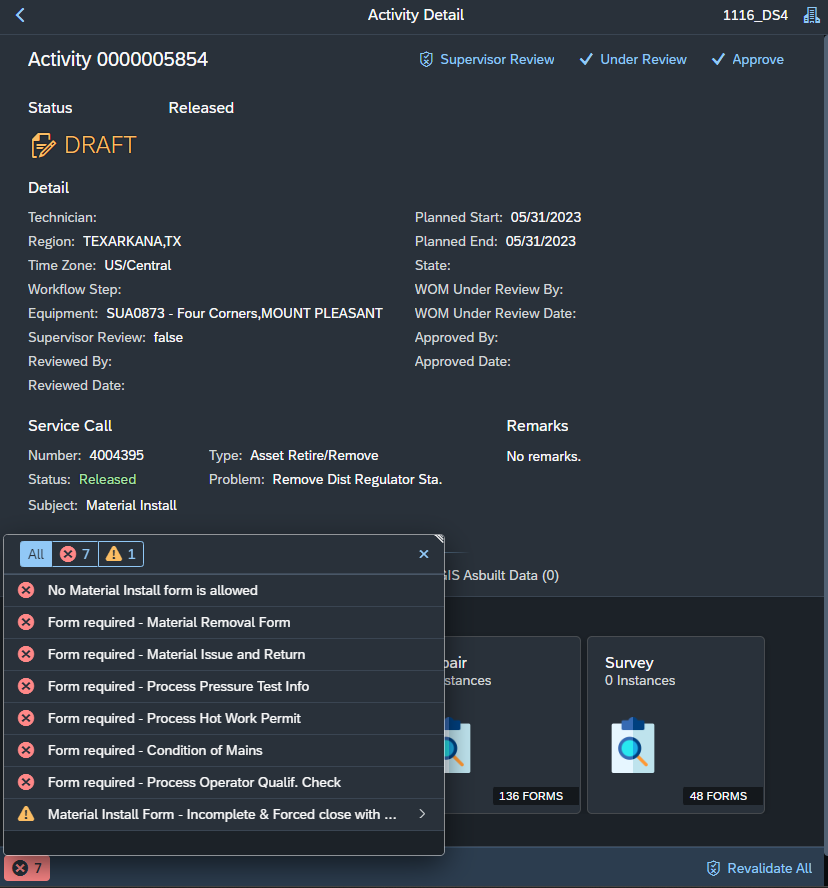 Activity Detail
1116_DS4
Activity 0000005854
Supervisor Review
Under Review
Approve
Status
Released
DRAFT
Detail
Technician:
Region: TEXARKANA,TX
Time Zone: US/Central
Workflow Step:
Equipment: SUA0873 - Four Corners,MOUNT PLEASANT
Supervisor Review: false
Reviewed By:
Reviewed Date:
Planned Start: 05/31/2023
Planned End: 05/31/2023
State:
WOM Under Review By:
WOM Under Review Date:
Approved By:
Approved Date:
Service Call
Number: 4004395
Status: Released
Subject: Material Install
Type: Asset Retire/Remove
Problem: Remove Dist Regulator Sta.
Remarks
No remarks.
All
7
1
GIS Asbuilt Data (0)
No Material Install form is allowed
Form required - Material Removal Form
Form required - Material Issue and Return
Form required - Process Pressure Test Info
Form required - Process Hot Work Permit
Form required - Condition of Mains
Form required - Process Operator Qualif. Check
Material Install Form - Incomplete & Forced close with ...
136 FORMS
Survey
0 Instances
48 FORMS
7
Revalidate All